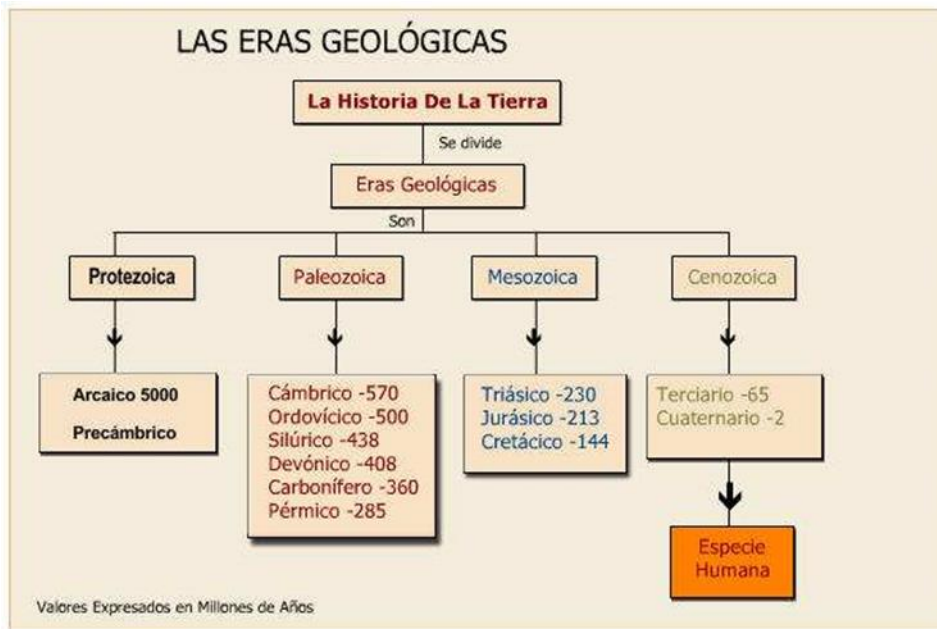 LAS ERAS GEOLÓGICAS
La Historia De La Tierra
Se divide
Eras Geológicas
Son
Protezoica
Paleozoica
Mesozoica
Cenozoica
Arcaico 5000
Precámbrico
Cámbrico -570
Ordovícico -500
Silúrico -438
Devónico -408
Carbonífero -360
Pérmico -285
Triásico -230
Jurásico -213
Cretácico -144
Terciario -65
Cuaternario -2
Especie
Humana
Valores Expresados en Millones de Años